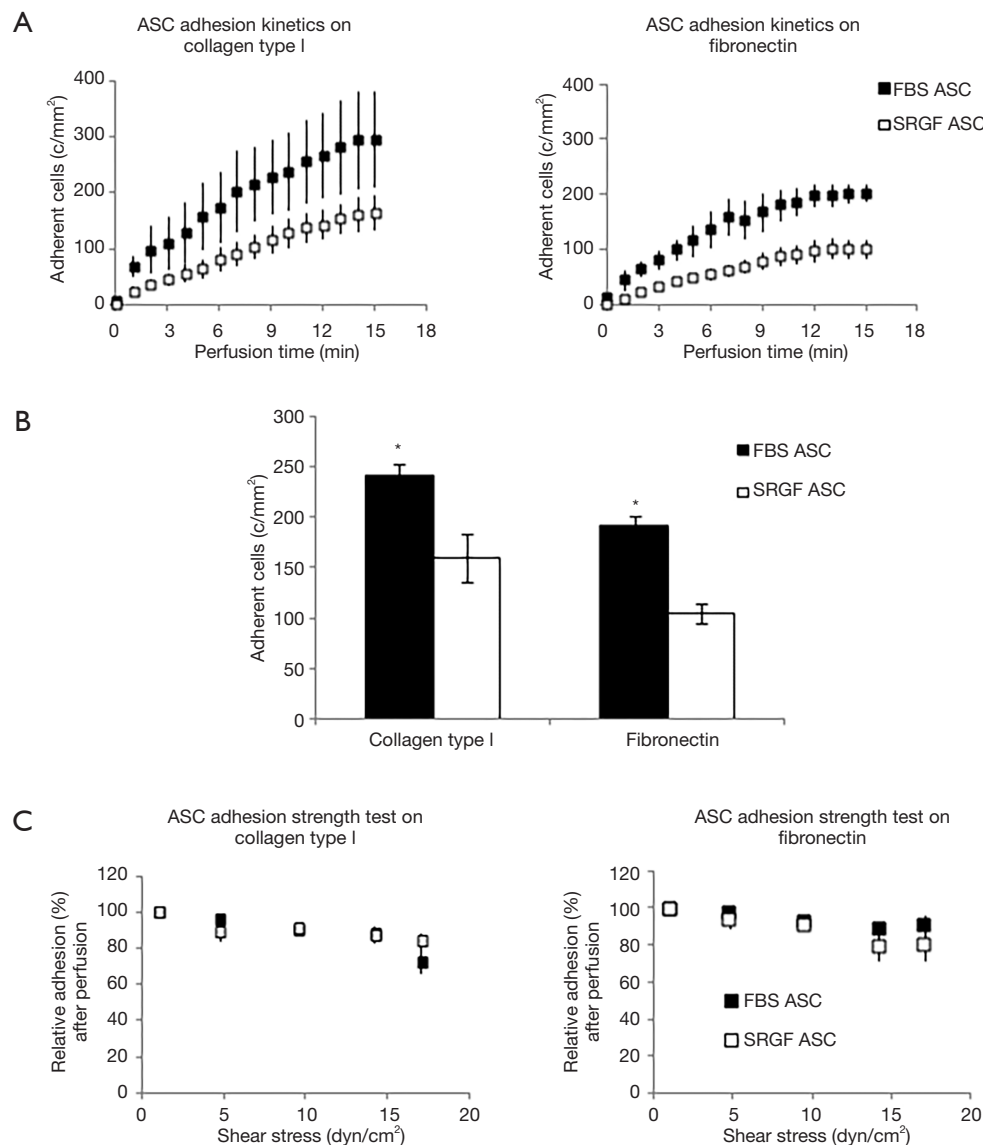 A
ASC adhesion kinetics on
collagen type I
Adherent cells (c/mm²)
400
300
200
100
0
0 3 6 9 12 15 18
Perfusion time (min)
ASC adhesion kinetics on
fibronectin
Adherent cells (c/mm²)
400
300
200
100
0
0 3 6 9 12 15 18
Perfusion time (min)
FBS ASC
SRGF ASC
B
Adherent cells (c/mm²)
300
250
200
150
100
50
0
*
*
Collagen type I Fibronectin
FBS ASC
SRGF ASC
C
ASC adhesion strength test on
collagen type I
Relative adhesion (%)
after perfusion
120
100
80
60
40
20
0
0 5 10 15 20
Shear stress (dyn/cm²)
ASC adhesion strength test on
fibronectin
Relative adhesion (%)
after perfusion
120
100
80
60
40
20
0
0 5 10 15 20
Shear stress (dyn/cm²)
FBS ASC
SRGF ASC